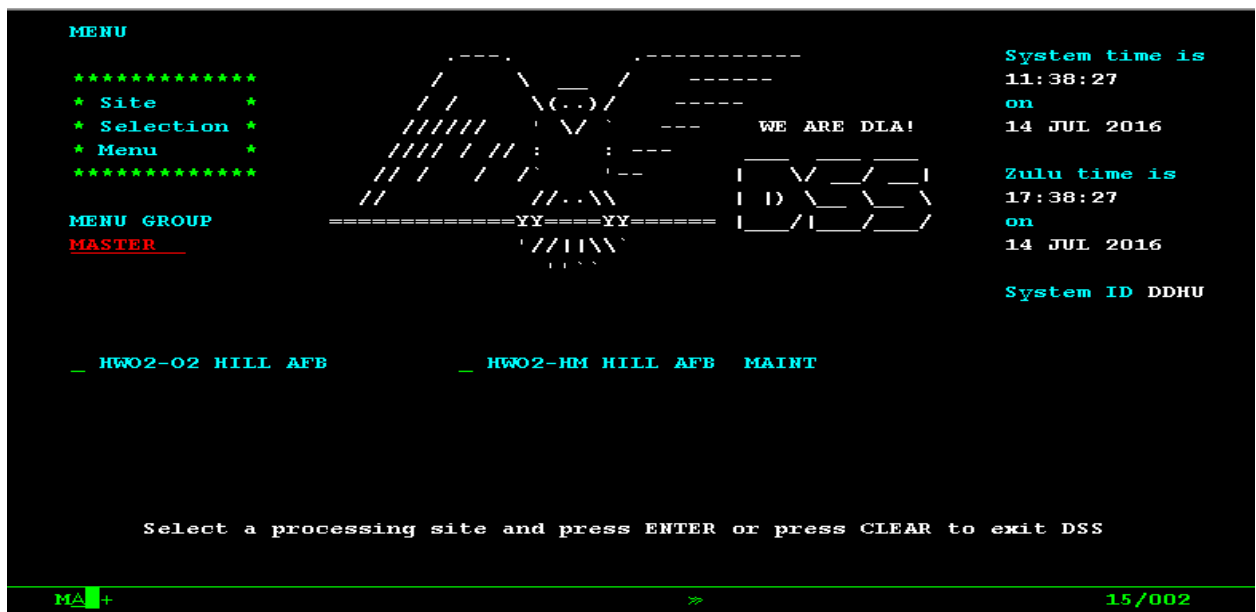 MENU
*************
* Site *
* Selection *
* Menu *
*************
MENU GROUP
MASTER
WE ARE DLA!
DSS
System time is
11:38:27
on
14 JUL 2016
Zulu time is
17:38:27
on
14 JUL 2016
System ID DDHU
_ HWO2-O2 HILL AFB _ HWO2-HM HILL AFB MAINT
Select a processing site and press ENTER or press CLEAR to exit DSS
MA + » 15/002